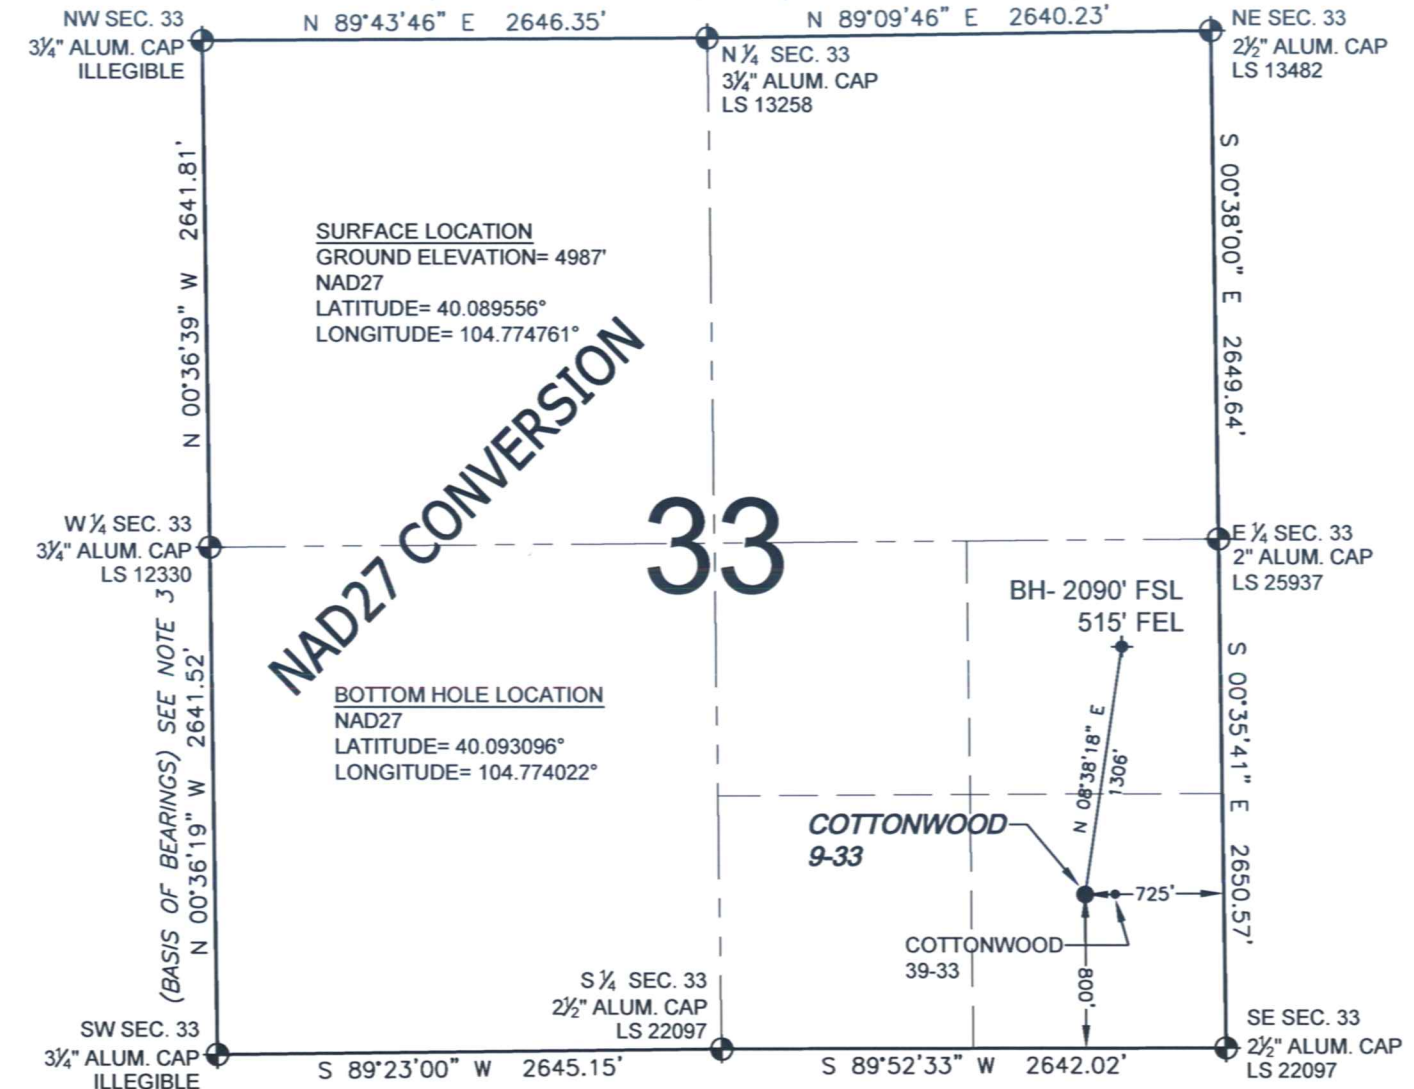 NW SEC. 33
3¼" ALUM. CAP
ILLEGIBLE
N 89°43'46" E 2646.35'
N 89°09'46" E 2640.23'
NE SEC. 33
2½" ALUM. CAP
LS 13482
N ¼ SEC. 33
3¼" ALUM. CAP
LS 13258
N 00°36'39" W 2641.81'
S 00°38'00" E 2649.64'
SURFACE LOCATION
GROUND ELEVATION= 4987'
NAD27
LATITUDE= 40.089556°
LONGITUDE= 104.774761°
NAD27 CONVERSION
33
W ¼ SEC. 33
3¼" ALUM. CAP
LS 12330
E ¼ SEC. 33
2" ALUM. CAP
LS 25937
BH- 2090' FSL
515' FEL
(BASIS OF BEARINGS) SEE NOTE 3
N 00°36'19" W 2641.52'
BOTTOM HOLE LOCATION
NAD27
LATITUDE= 40.093096°
LONGITUDE= 104.774022°
N 08°38'18" E
1306'
S 00°35'41" E 2650.57'
COTTONWOOD
9-33
725'
COTTONWOOD
39-33
800'
S ¼ SEC. 33
2½" ALUM. CAP
LS 22097
SW SEC. 33
3¼" ALUM. CAP
ILLEGIBLE
S 89°23'00" W 2645.15'
S 89°52'33" W 2642.02'
SE SEC. 33
2½" ALUM. CAP
LS 22097